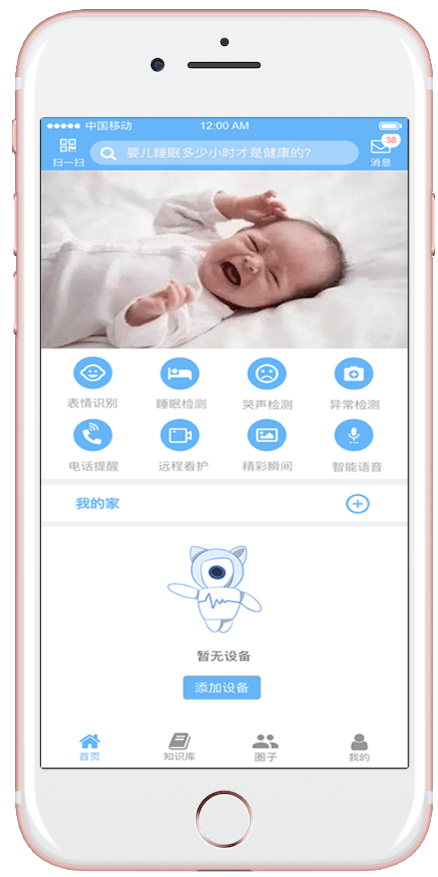 中国移动 12:00 AM
38
扫一扫 婴儿睡眠多少小时才是健康的? 消息
表情识别 睡眠检测 哭声检测 异常检测
电话提醒 远程看护 精彩瞬间 智能语音
我的家
暂无设备
添加设备
首页 知识库 圈子 我的